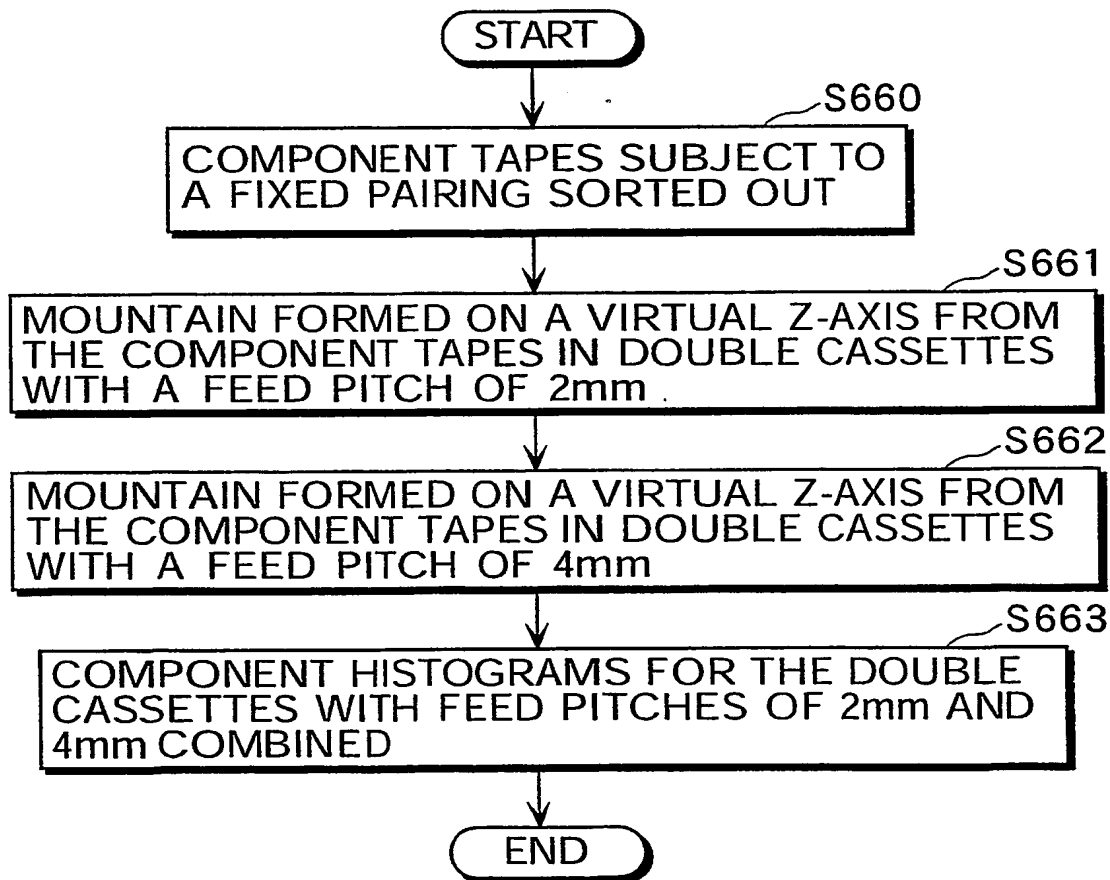 START
S660
COMPONENT TAPES SUBJECT TO
A FIXED PAIRING SORTED OUT
S661
MOUNTAIN FORMED ON A VIRTUAL Z-AXIS FROM
THE COMPONENT TAPES IN DOUBLE CASSETTES
WITH A FEED PITCH OF 2mm
S662
MOUNTAIN FORMED ON A VIRTUAL Z-AXIS FROM
THE COMPONENT TAPES IN DOUBLE CASSETTES
WITH A FEED PITCH OF 4mm
S663
COMPONENT HISTOGRAMS FOR THE DOUBLE
CASSETTES WITH FEED PITCHES OF 2mm AND
4mm COMBINED
END